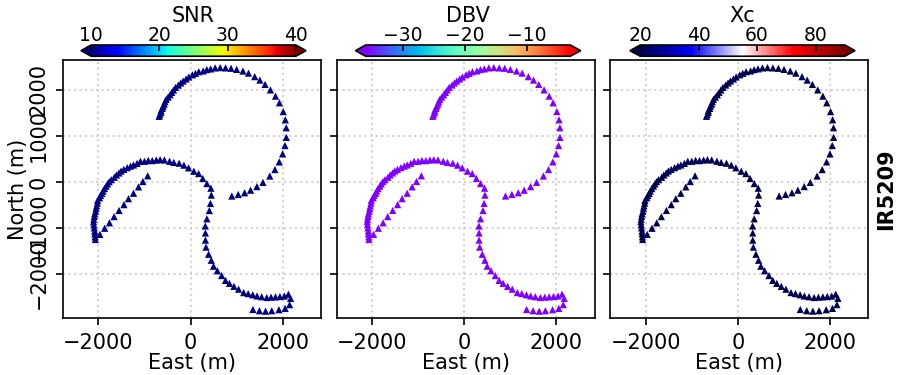 SNR DBV Xc
10 20 30 40 −30 −20 −10 20 40 60 80
North (m)
2000
1000
0
−1000
−2000
IR5209
−2000 0 2000 −2000 0 2000 −2000 0 2000
East (m) East (m) East (m)